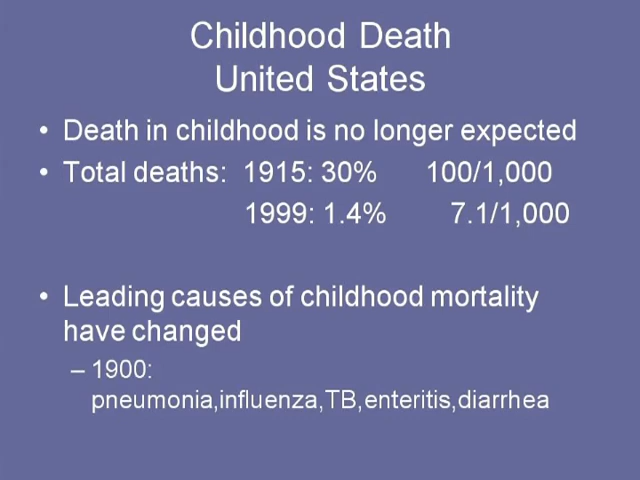 Childhood Death
United States
• Death in childhood is no longer expected
• Total deaths: 1915: 30% 100/1,000
1999: 1.4% 7.1/1,000
• Leading causes of childhood mortality
have changed
– 1900:
pneumonia,influenza,TB,enteritis,diarrhea